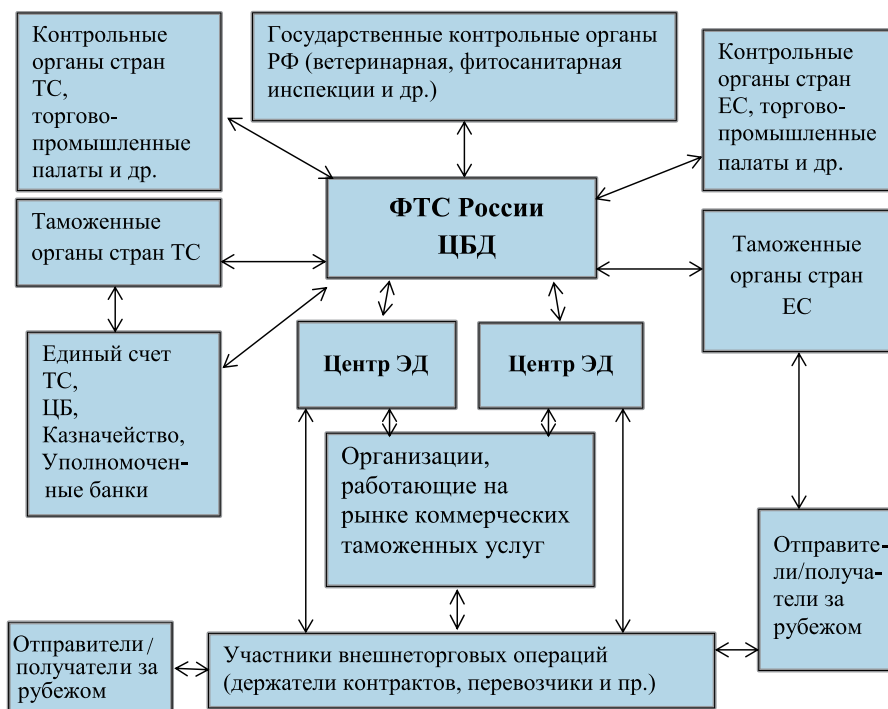 Контрольные
органы стран
ТС,
торгово-
промышленные
палаты и др.
Государственные контрольные органы
РФ (ветеринарная, фитосанитарная
инспекции и др.)
Контрольные
органы стран
ЕС, торгово-
промышленные
палаты и др.
ФТС России
ЦБД
Таможенные
органы стран ТС
Таможенные
органы стран
ЕС
Единый счет
ТС,
ЦБ,
Казначейство,
Уполномочен-
ные банки
Центр ЭД
Центр ЭД
Организации,
работающие на
рынке коммерческих
таможенных услуг
Отправите-
ли/получа-
тели за
рубежом
Отправители/
получатели за
рубежом
Участники внешнеторговых операций
(держатели контрактов, перевозчики и пр.)